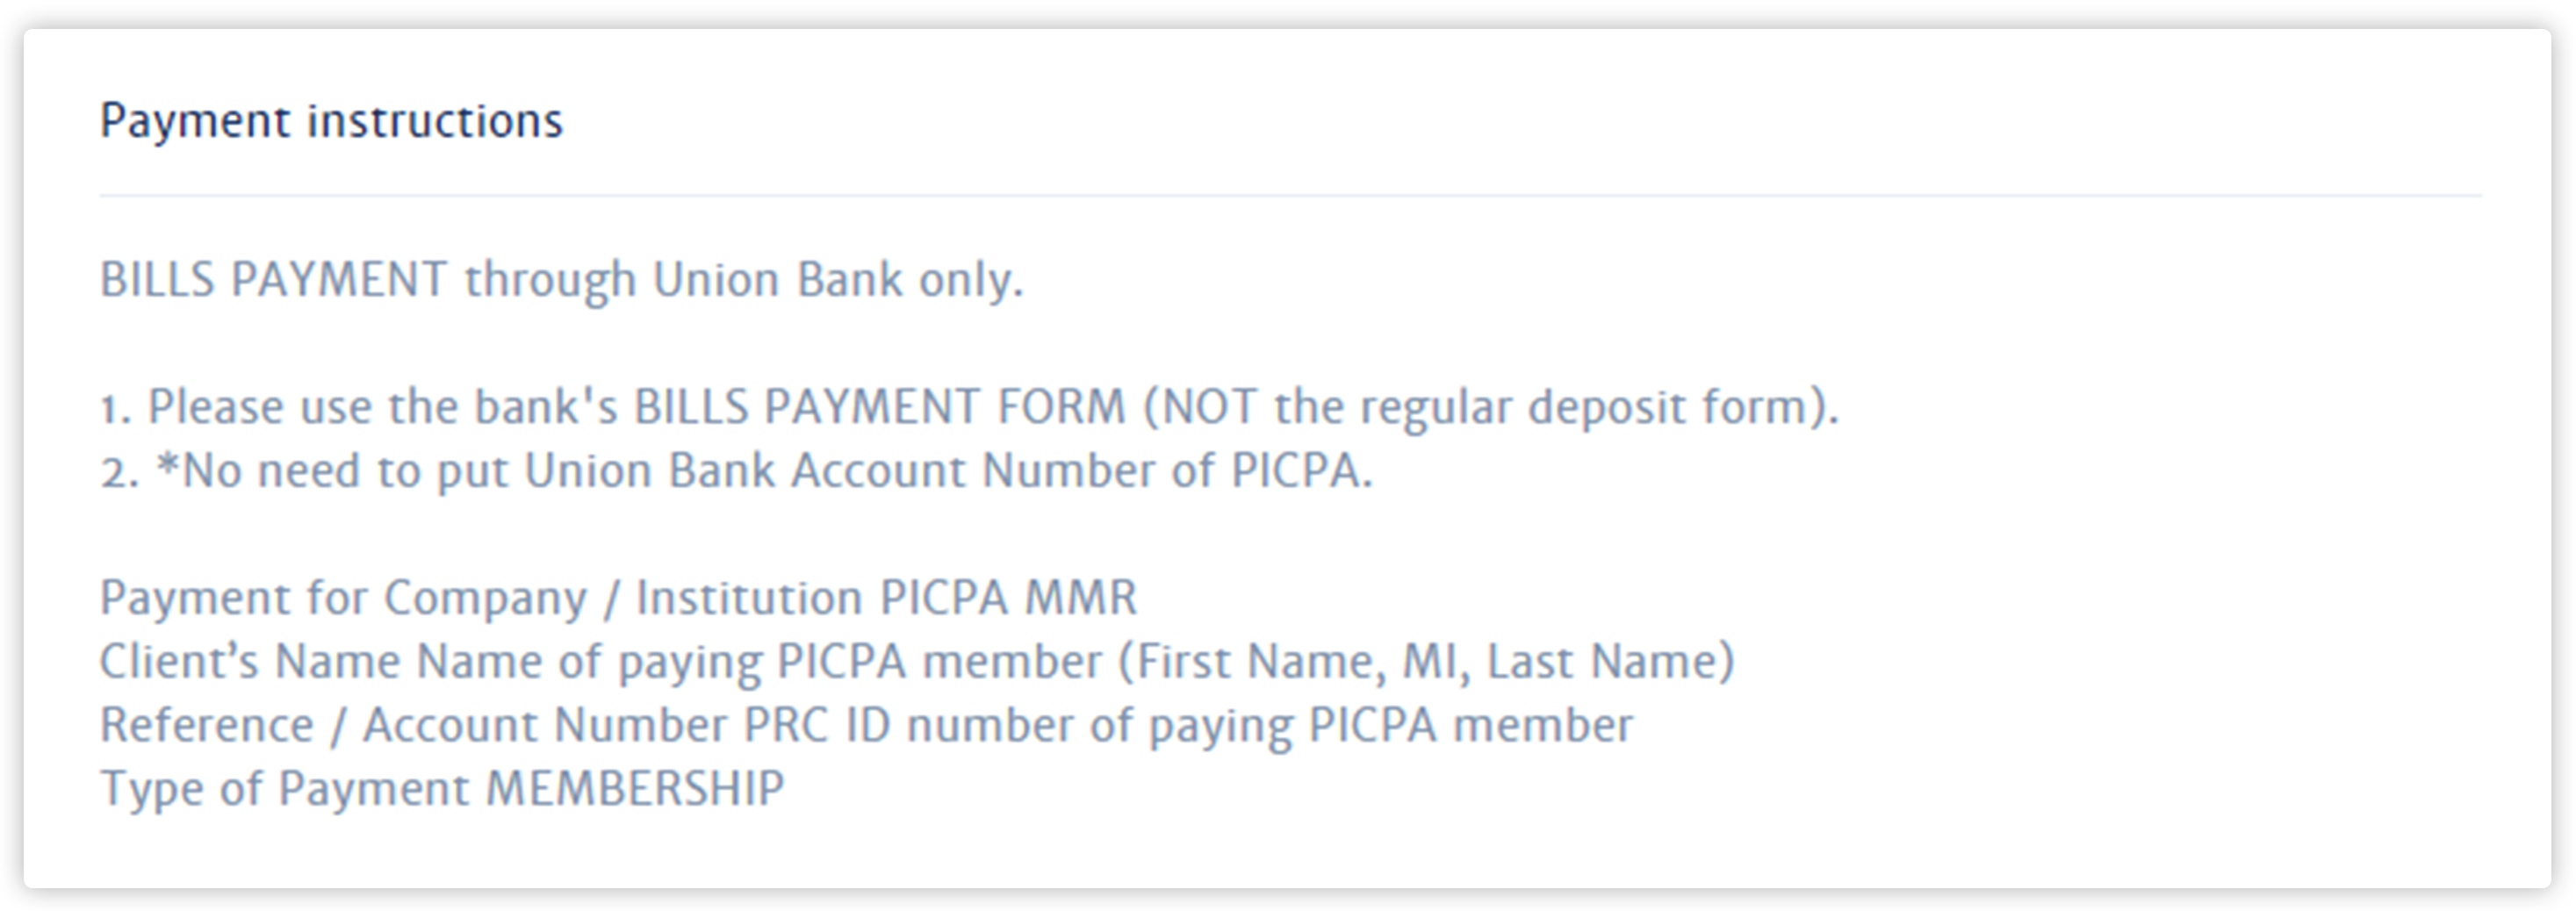 Payment instructions
BILLS PAYMENT through Union Bank only.
1. Please use the bank's BILLS PAYMENT FORM (NOT the regular deposit form).
2. *No need to put Union Bank Account Number of PICPA.
Payment for Company / Institution PICPA MMR
Client’s Name Name of paying PICPA member (First Name, MI, Last Name)
Reference / Account Number PRC ID number of paying PICPA member
Type of Payment MEMBERSHIP